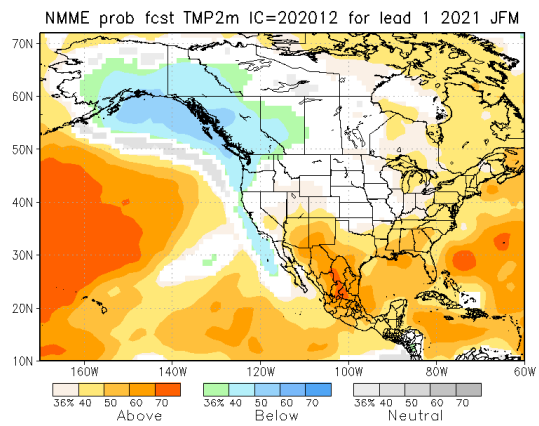 NMME prob fcst TMP2m IC=202012 for lead 1 2021 JFM
70N
60N
50N
40N
30N
20N
10N
160W 140W 120W 100W 80W 60W
36% 40 50 60 70 36% 40 50 60 70 36% 40 50 60 70
Above Below Neutral